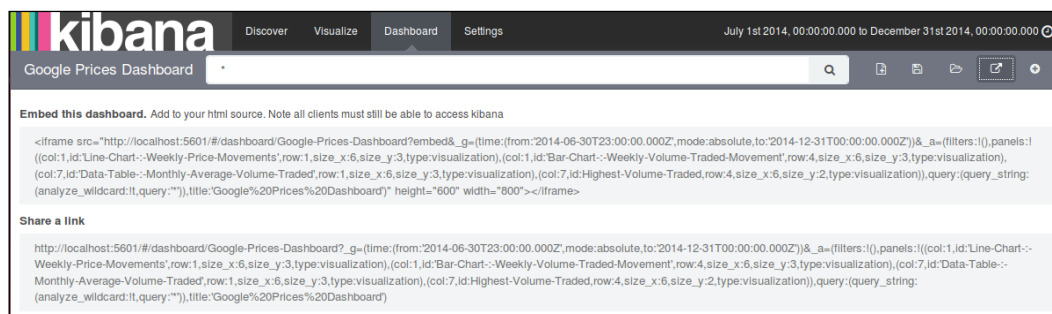 kibana Discover Visualize Dashboard Settings July 1st 2014, 00:00:00.000 to December 31st 2014, 00:00:00.000
Google Prices Dashboard *
Embed this dashboard. Add to your html source. Note all clients must still be able to access kibana
<iframe src="http://localhost:5601/#/dashboard/Google-Prices-Dashboard?embed&_g=(time:(from:'2014-06-30T23:00:00.000Z',mode:absolute,to:'2014-12-31T00:00:00.000Z'))&_a=(filters:!(),panels:!
((col:1,id:'Line-Chart-:-Weekly-Price-Movements',row:1,size_x:6,size_y:3,type:visualization),(col:1,id:'Bar-Chart-:-Weekly-Volume-Traded-Movement',row:4,size_x:6,size_y:3,type:visualization),
(col:7,id:'Data-Table-:-Monthly-Average-Volume-Traded',row:1,size_x:6,size_y:3,type:visualization),(col:7,id:Highest-Volume-Traded,row:4,size_x:6,size_y:2,type:visualization)),query:(query_string:
(analyze_wildcard:!t,query:'*')),title:'Google%20Prices%20Dashboard')" height="600" width="800"></iframe>
Share a link
http://localhost:5601/#/dashboard/Google-Prices-Dashboard?_g=(time:(from:'2014-06-30T23:00:00.000Z',mode:absolute,to:'2014-12-31T00:00:00.000Z'))&_a=(filters:!(),panels:!((col:1,id:'Line-Chart-:-
Weekly-Price-Movements',row:1,size_x:6,size_y:3,type:visualization),(col:1,id:'Bar-Chart-:-Weekly-Volume-Traded-Movement',row:4,size_x:6,size_y:3,type:visualization),(col:7,id:'Data-Table-:-
Monthly-Average-Volume-Traded',row:1,size_x:6,size_y:3,type:visualization),(col:7,id:Highest-Volume-Traded,row:4,size_x:6,size_y:2,type:visualization)),query:(query_string:
(analyze_wildcard:!t,query:'*')),title:'Google%20Prices%20Dashboard')